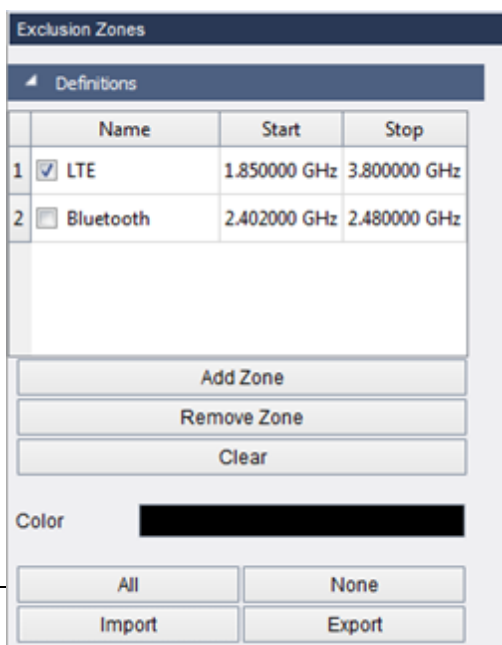 Exclusion Zones
Definitions
Name Start Stop
1 LTE 1.850000 GHz 3.800000 GHz
2 Bluetooth 2.402000 GHz 2.480000 GHz
Add Zone
Remove Zone
Clear
Color
All None
Import Export